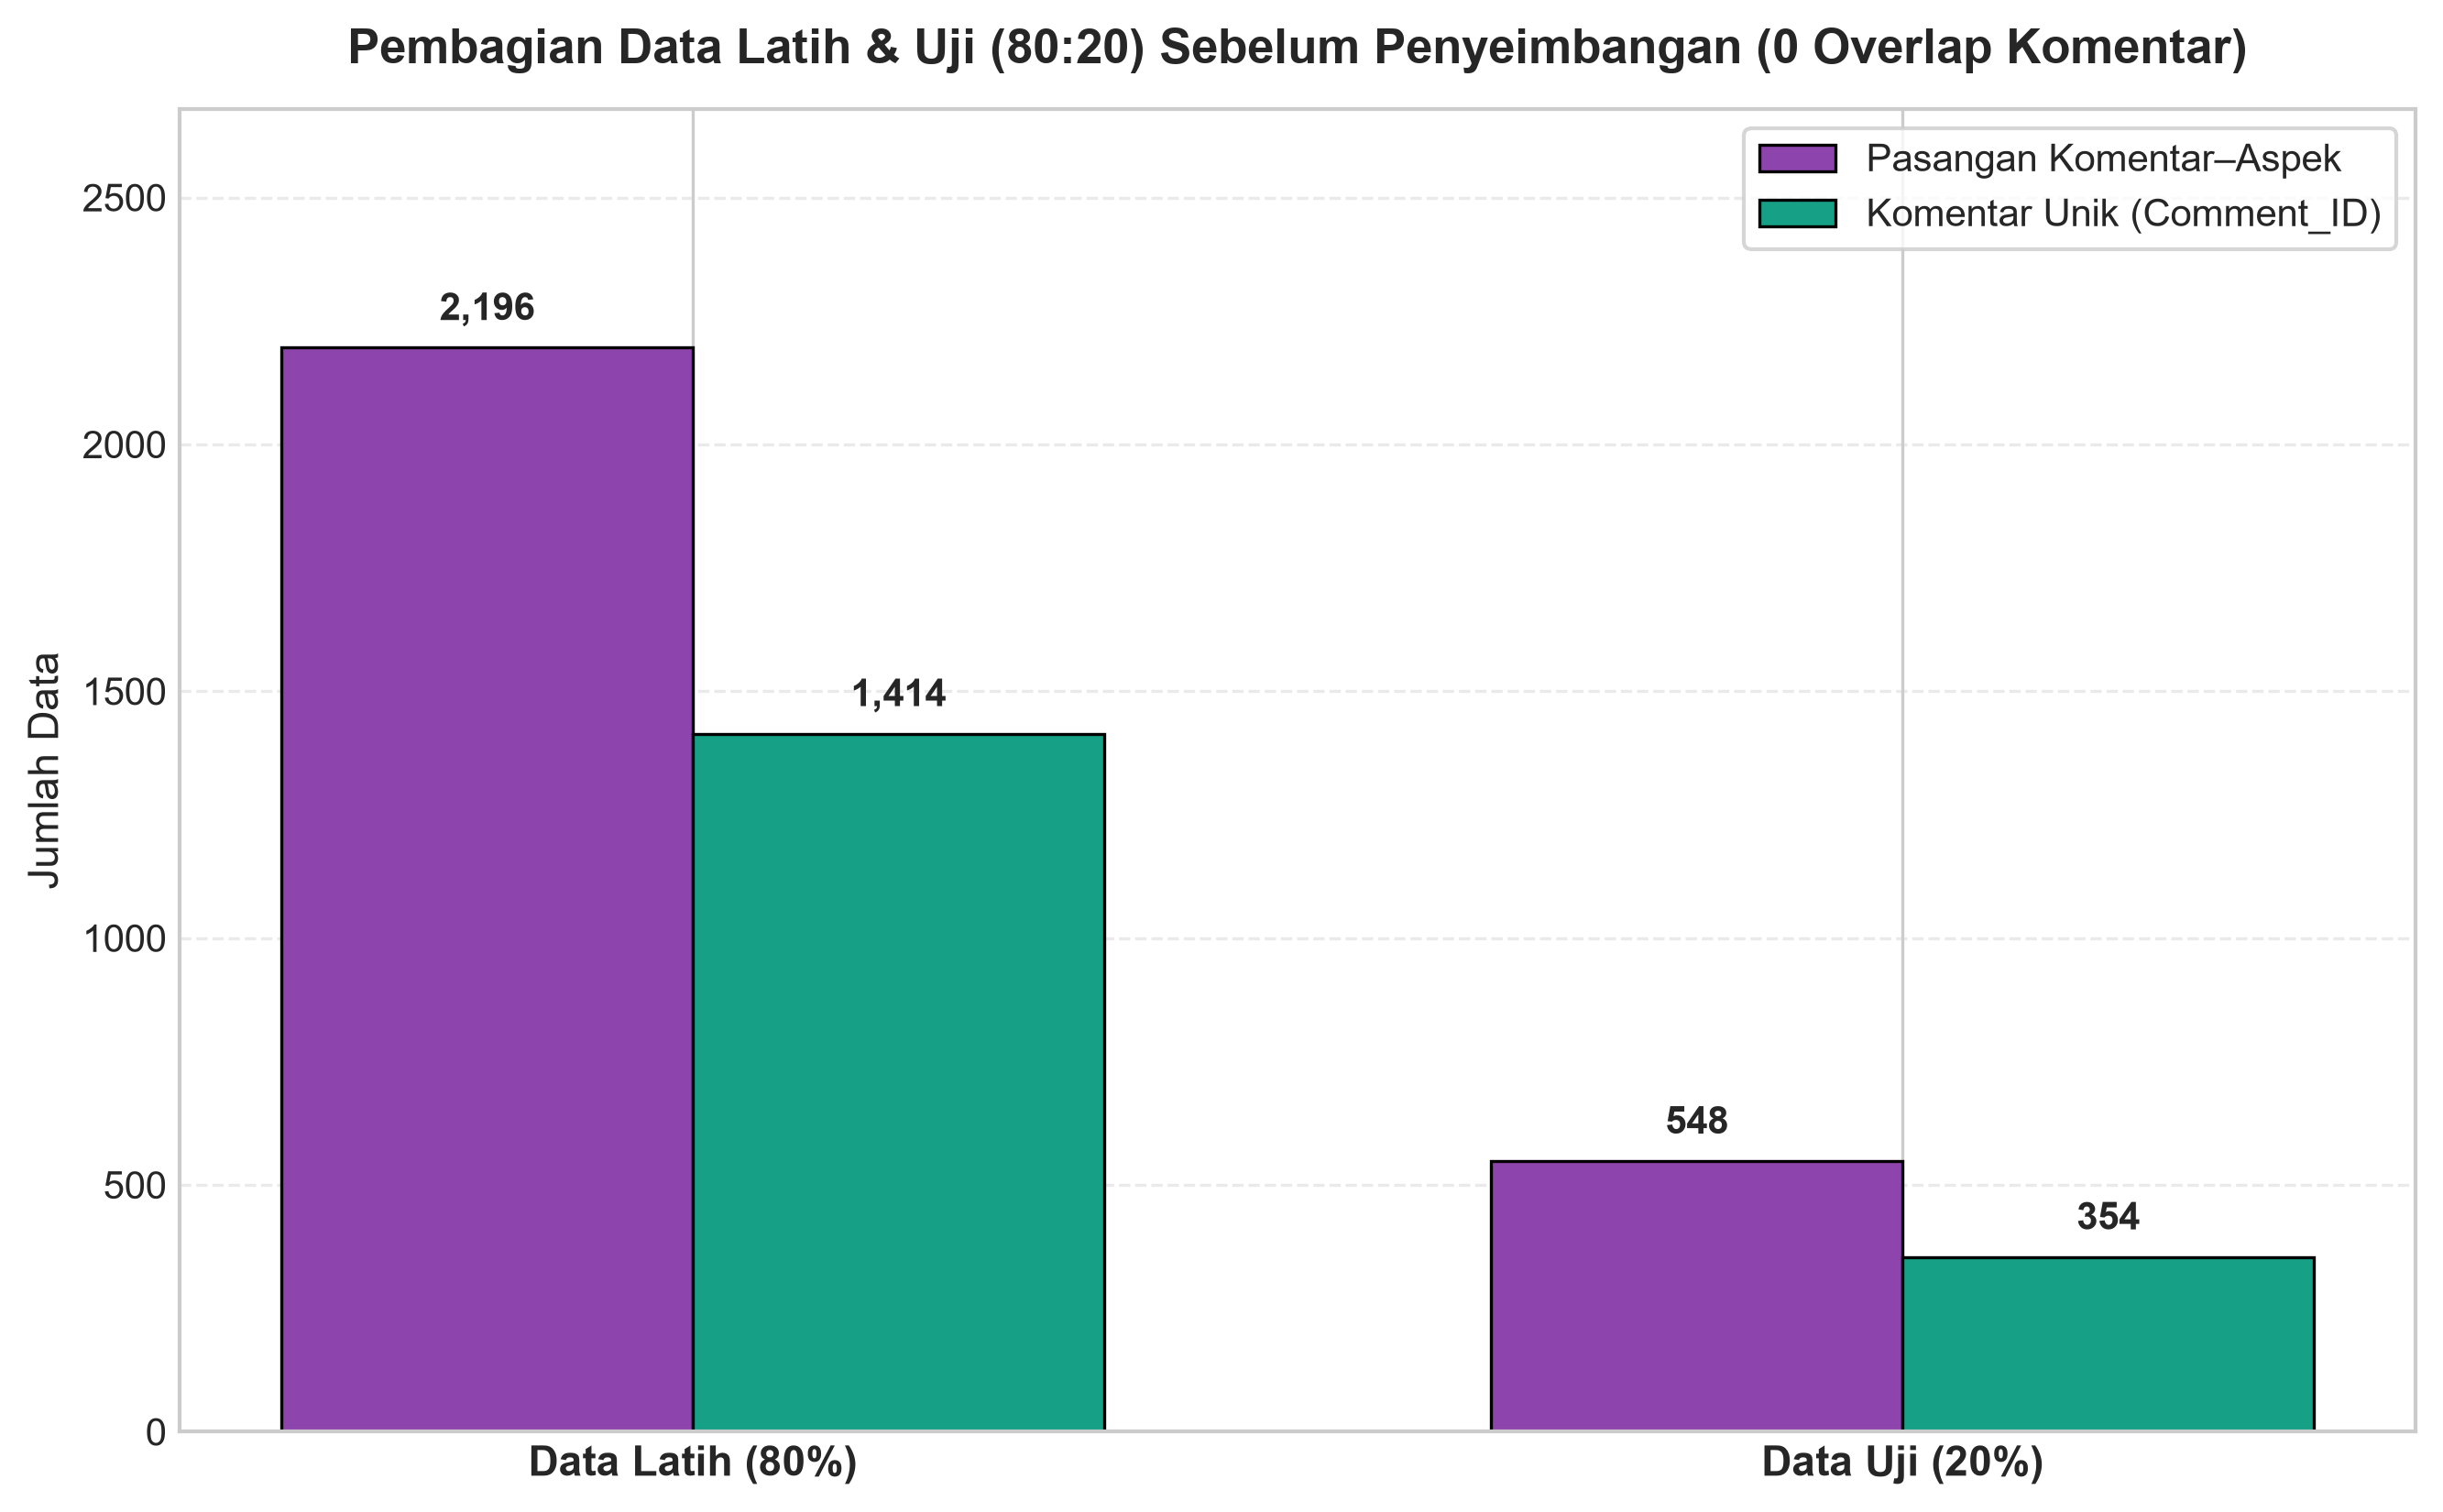 Pembagian Data Latih & Uji (80:20) Sebelum Penyeimbangan (0 Overlap Komentar)
Pasangan Komentar–Aspek
Komentar Unik (Comment_ID)
Jumlah Data
2500
2000
1500
1000
500
0
2,196
1,414
548
354
Data Latih (80%)
Data Uji (20%)